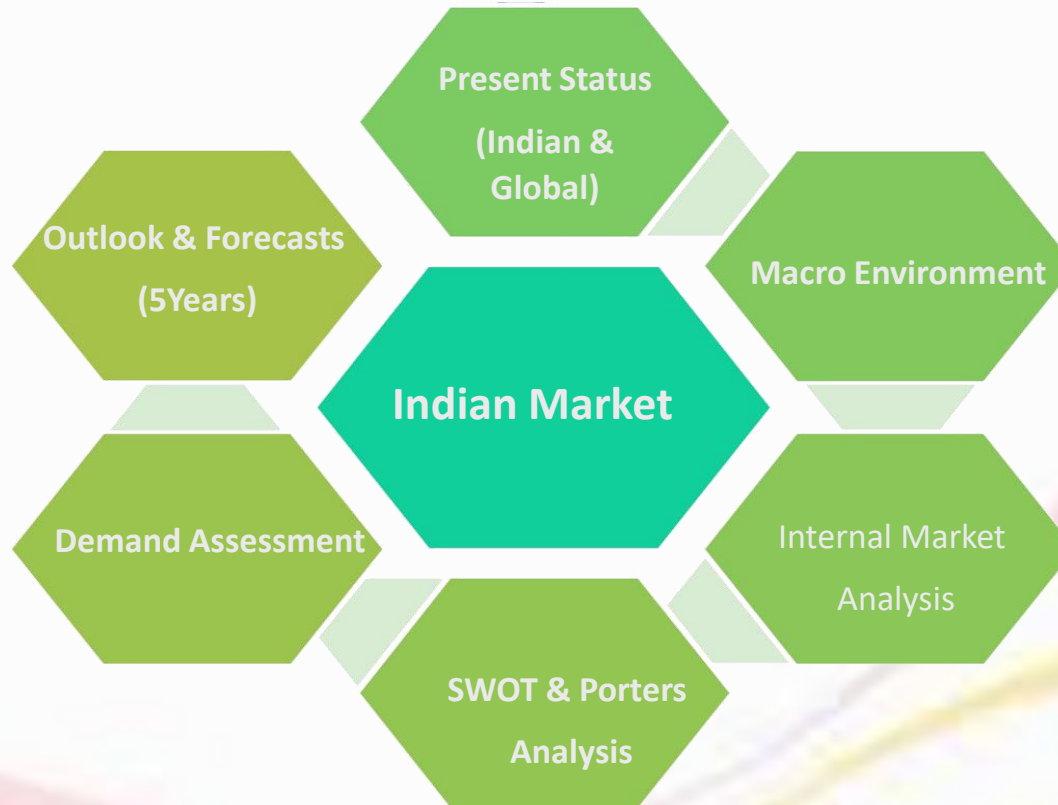 Present Status
(Indian &
Global)
Macro Environment
Internal Market
Analysis
SWOT & Porters
Analysis
Demand Assessment
Outlook & Forecasts
(5Years)
Indian Market